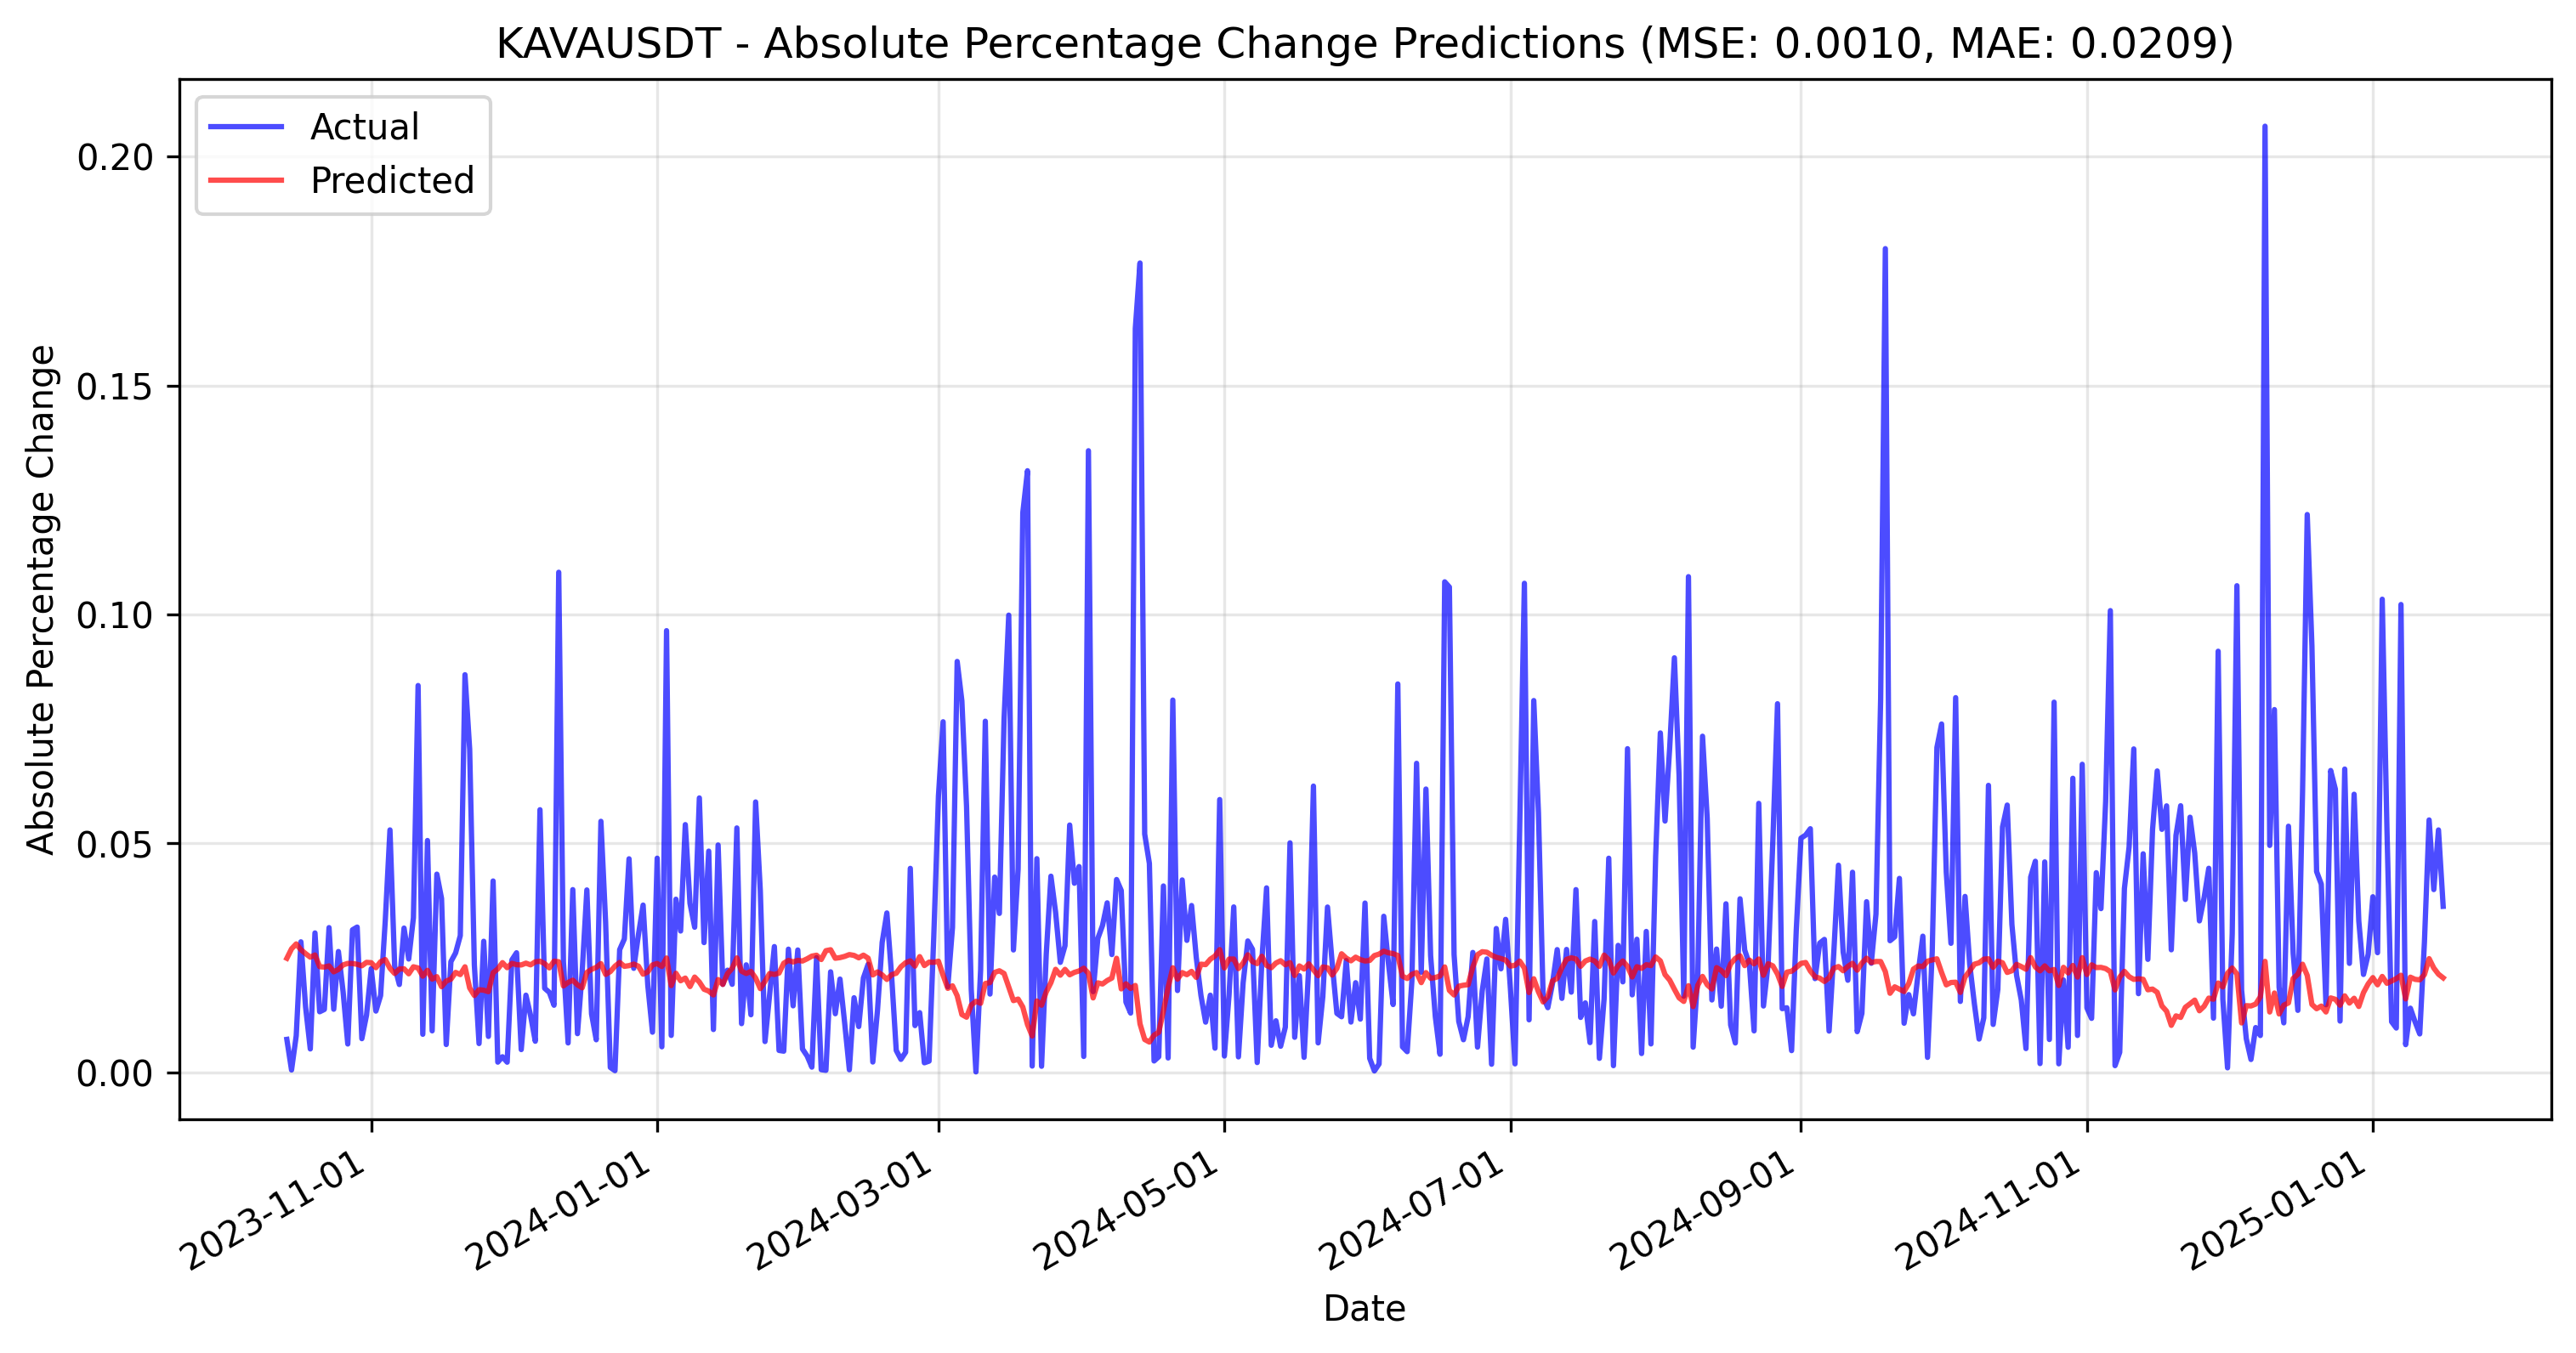 KAVAUSDT - Absolute Percentage Change Predictions (MSE: 0.0010, MAE: 0.0209)
Actual
Predicted
Absolute Percentage Change
0.20
0.15
0.10
0.05
0.00
2023-11-01
2024-01-01
2024-03-01
2024-05-01
2024-07-01
2024-09-01
2024-11-01
2025-01-01
Date